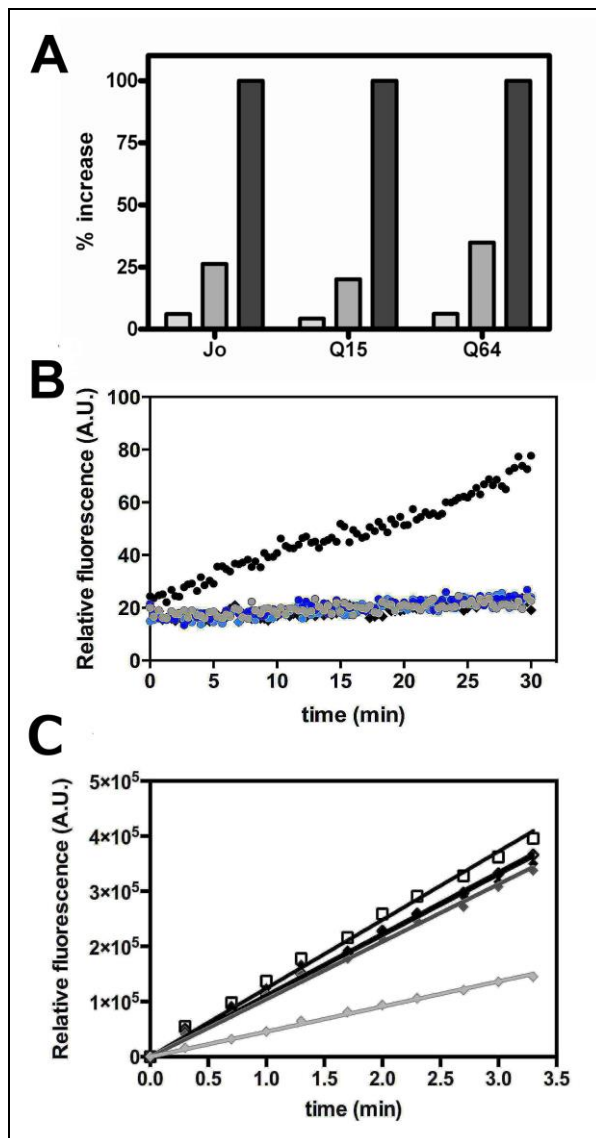 A
% increase
100
75
50
25
0
Jo Q15 Q64
B
Relative fluorescence (A.U.)
100
80
60
40
20
0
0 5 10 15 20 25 30
time (min)
C
Relative fluorescence (A.U.)
5×10⁵
4×10⁵
3×10⁵
2×10⁵
1×10⁵
0
0.0 0.5 1.0 1.5 2.0 2.5 3.0 3.5
time (min)